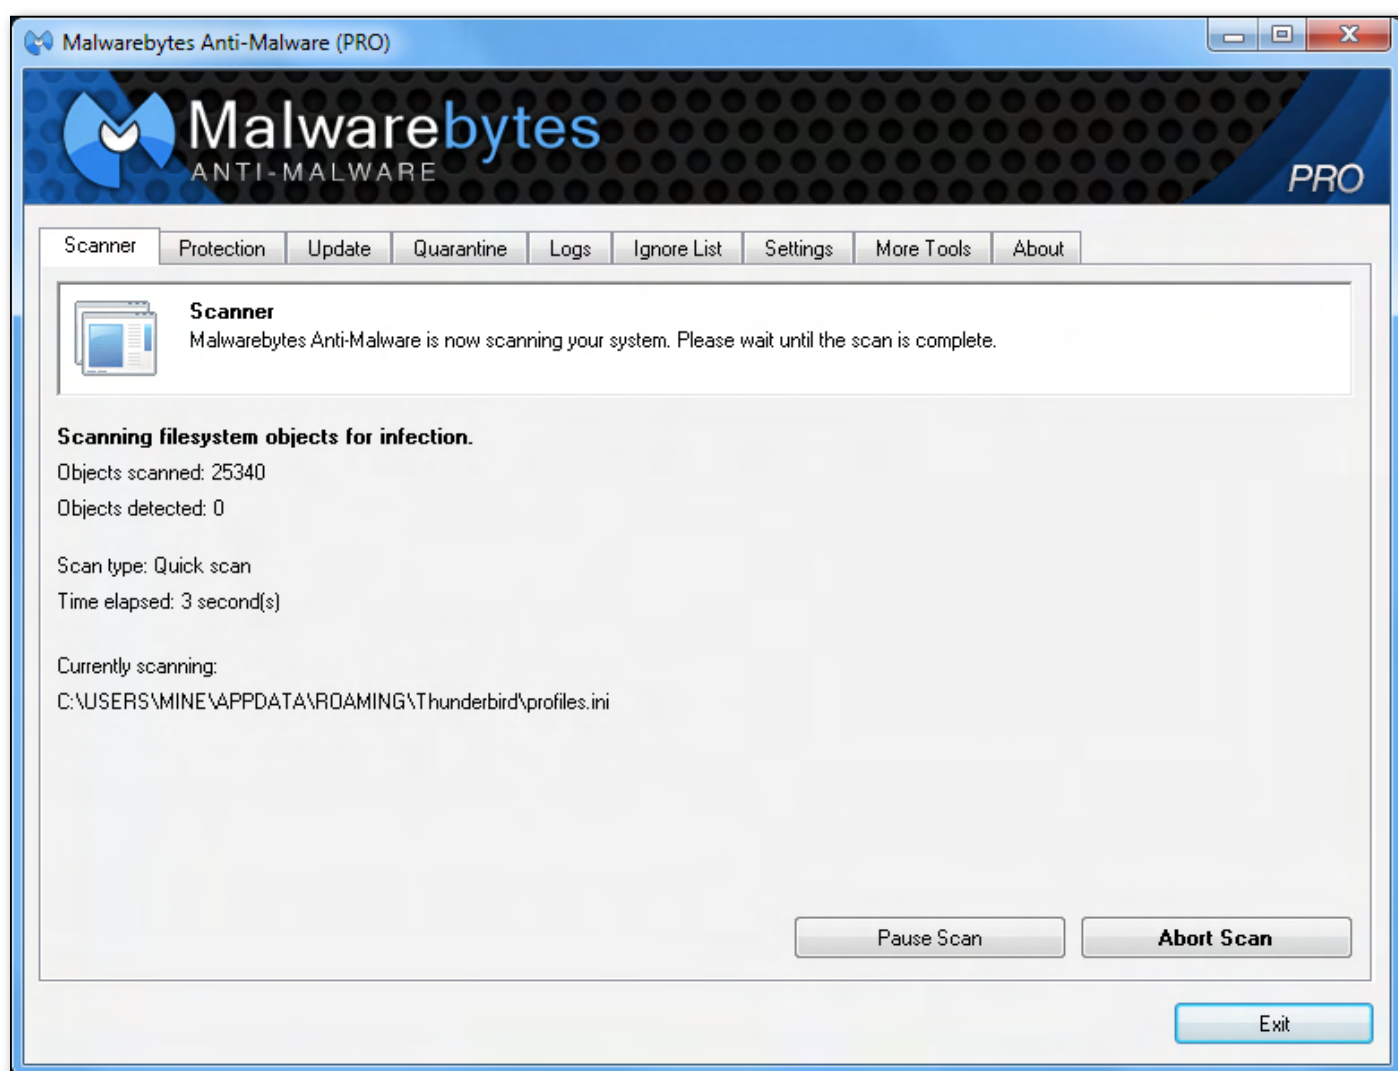 Malwarebytes Anti-Malware (PRO)
Malwarebytes
ANTI-MALWARE
PRO
Scanner Protection Update Quarantine Logs Ignore List Settings More Tools About
Scanner
Malwarebytes Anti-Malware is now scanning your system. Please wait until the scan is complete.
Scanning filesystem objects for infection.
Objects scanned: 25340
Objects detected: 0
Scan type: Quick scan
Time elapsed: 3 second(s)
Currently scanning:
C:\USERS\MINE\APPDATA\ROAMING\Thunderbird\profiles.ini
Pause Scan Abort Scan
Exit